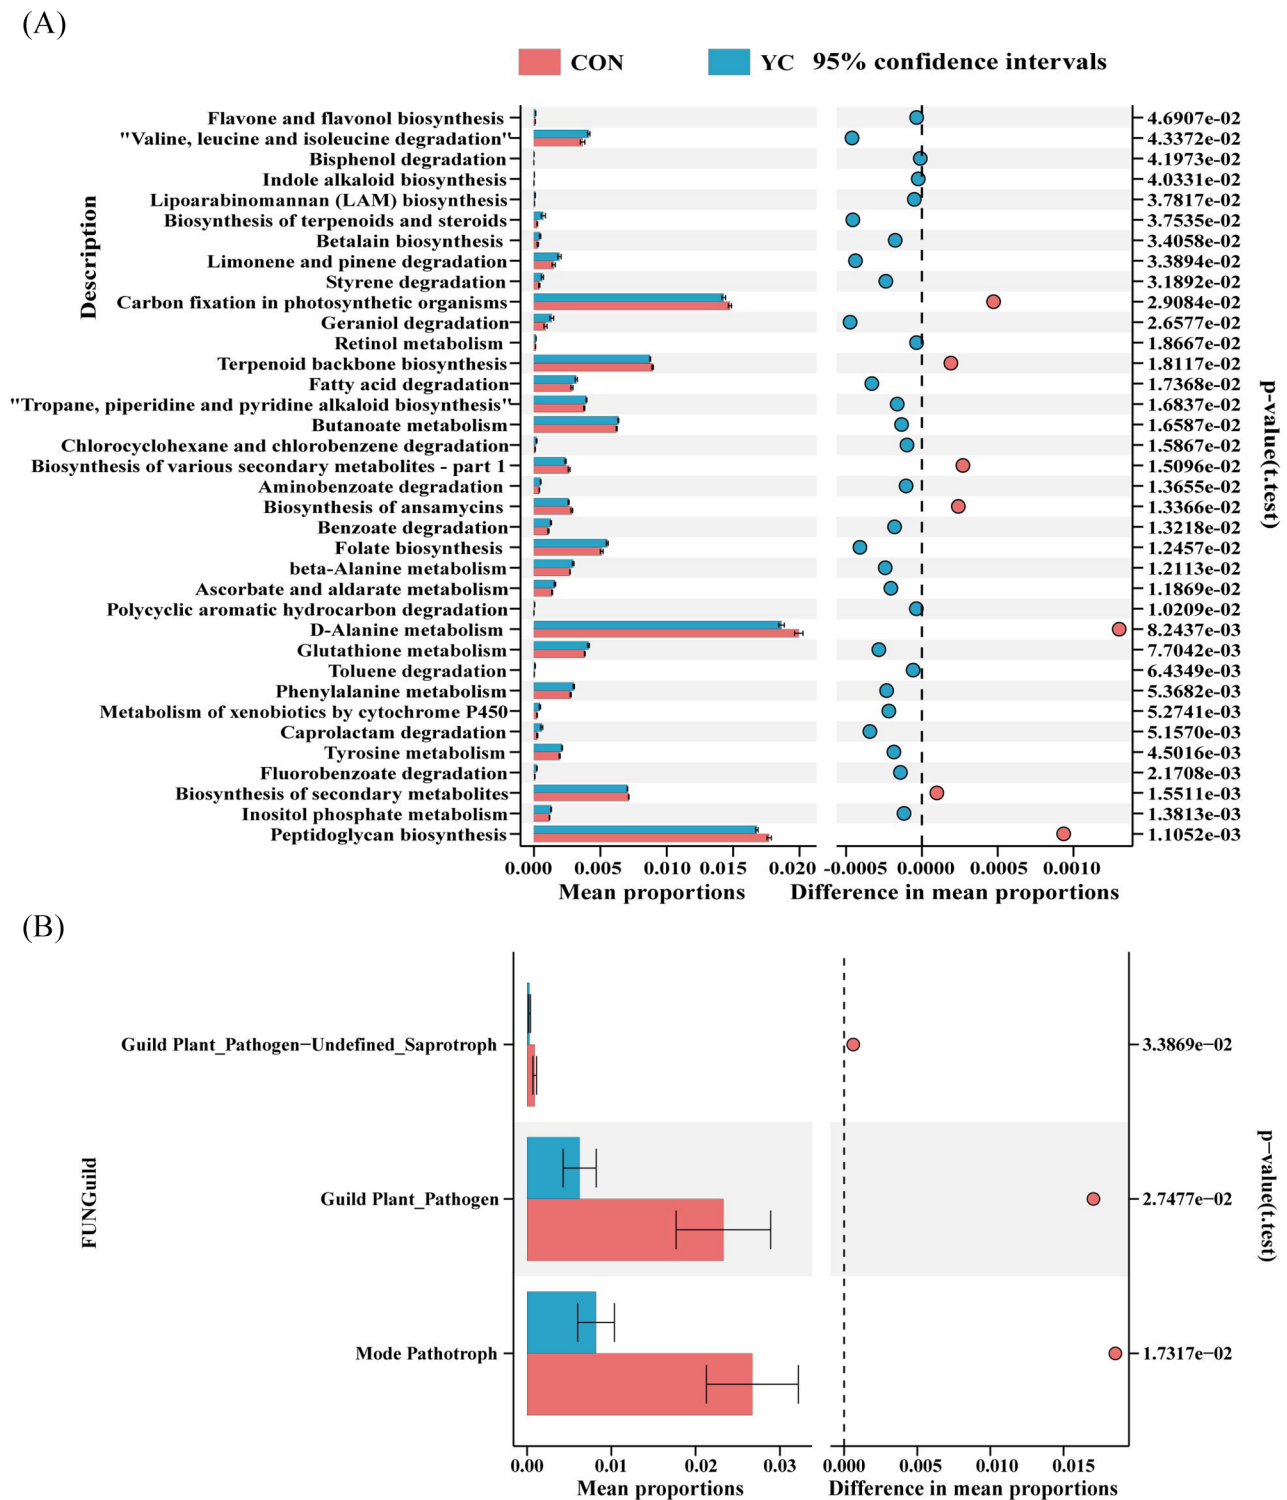 (A)
CON YC 95% confidence intervals
Description
Flavone and flavonol biosynthesis 4.6907e-02
"Valine, leucine and isoleucine degradation" 4.3372e-02
Bisphenol degradation 4.1973e-02
Indole alkaloid biosynthesis 4.0331e-02
Lipoarabinomannan (LAM) biosynthesis 3.7817e-02
Biosynthesis of terpenoids and steroids 3.7535e-02
Betalain biosynthesis 3.4058e-02
Limonene and pinene degradation 3.3894e-02
Styrene degradation 3.1892e-02
Carbon fixation in photosynthetic organisms 2.9084e-02
Geraniol degradation 2.6577e-02
Retinol metabolism 1.8667e-02
Terpenoid backbone biosynthesis 1.8117e-02
Fatty acid degradation 1.7368e-02
"Tropane, piperidine and pyridine alkaloid biosynthesis" 1.6837e-02
Butanoate metabolism 1.6587e-02
Chlorocyclohexane and chlorobenzene degradation 1.5867e-02
Biosynthesis of various secondary metabolites - part 1 1.5096e-02
Aminobenzoate degradation 1.3655e-02
Biosynthesis of ansamycins 1.3366e-02
Benzoate degradation 1.3218e-02
Folate biosynthesis 1.2457e-02
beta-Alanine metabolism 1.2113e-02
Ascorbate and aldarate metabolism 1.1869e-02
Polycyclic aromatic hydrocarbon degradation 1.0209e-02
D-Alanine metabolism 8.2437e-03
Glutathione metabolism 7.7042e-03
Toluene degradation 6.4349e-03
Phenylalanine metabolism 5.3682e-03
Metabolism of xenobiotics by cytochrome P450 5.2741e-03
Caprolactam degradation 5.1570e-03
Tyrosine metabolism 4.5016e-03
Fluorobenzoate degradation 2.1708e-03
Biosynthesis of secondary metabolites 1.5511e-03
Inositol phosphate metabolism 1.3813e-03
Peptidoglycan biosynthesis 1.1052e-03
p-value(t.test)
0.000 0.005 0.010 0.015 0.020 -0.0005 0.0000 0.0005 0.0010
Mean proportions Difference in mean proportions
(B)
FUNGuild
Guild Plant_Pathogen−Undefined_Saprotroph 3.3869e−02
Guild Plant_Pathogen 2.7477e−02
Mode Pathotroph 1.7317e−02
p−value(t.test)
0.00 0.01 0.02 0.03 0.000 0.005 0.010 0.015
Mean proportions Difference in mean proportions